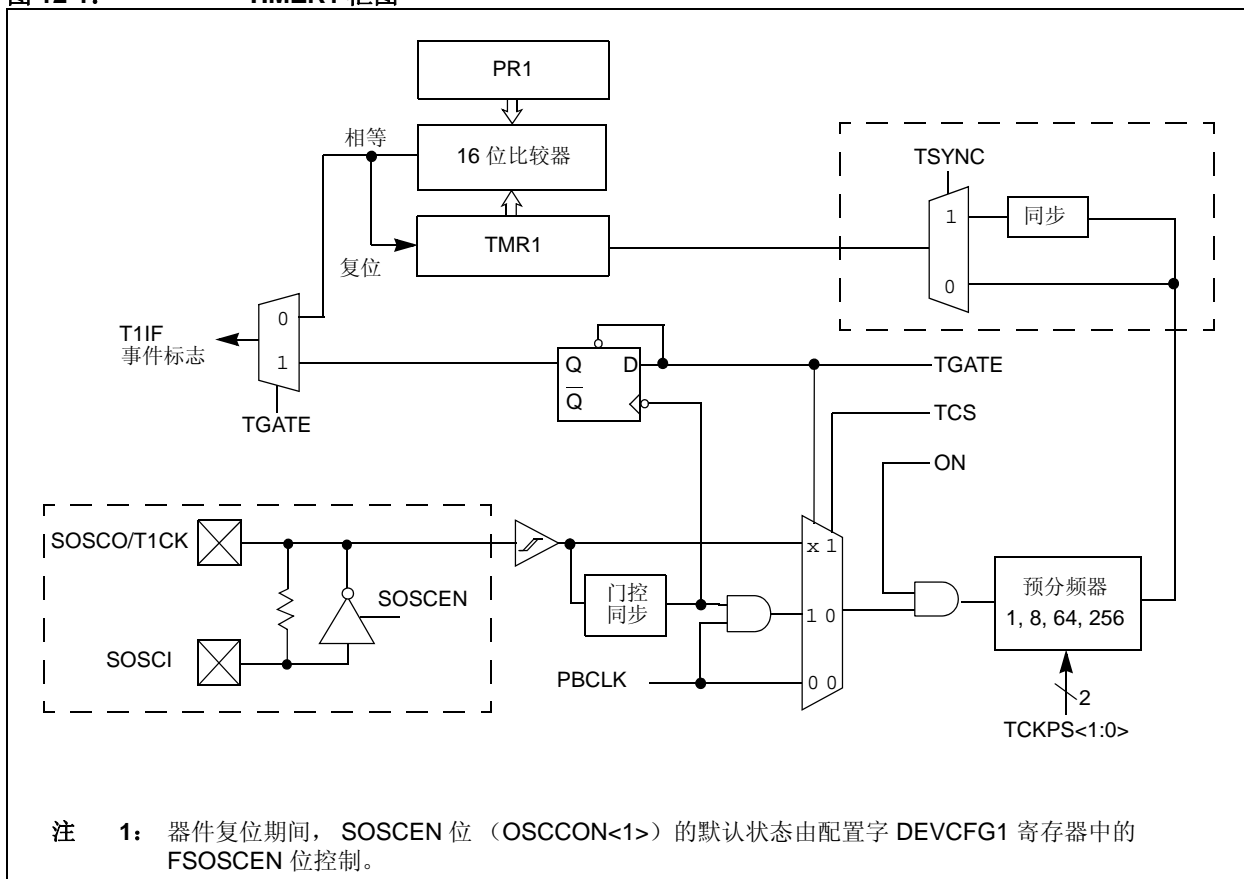 PR1
相等
16 位比较器
TSYNC
1
同步
复位
TMR1
0
T1IF
事件标志
0
1
TGATE
Q
D
Q
TGATE
TCS
ON
SOSCO/T1CK
SOSCEN
SOSCI
门控
同步
x 1
1 0
0 0
PBCLK
预分频器
1, 8, 64, 256
2
TCKPS<1:0>
注 1： 器件复位期间， SOSCEN 位 （OSCCON<1>）的默认状态由配置字 DEVCFG1 寄存器中的
FSOSCEN 位控制。